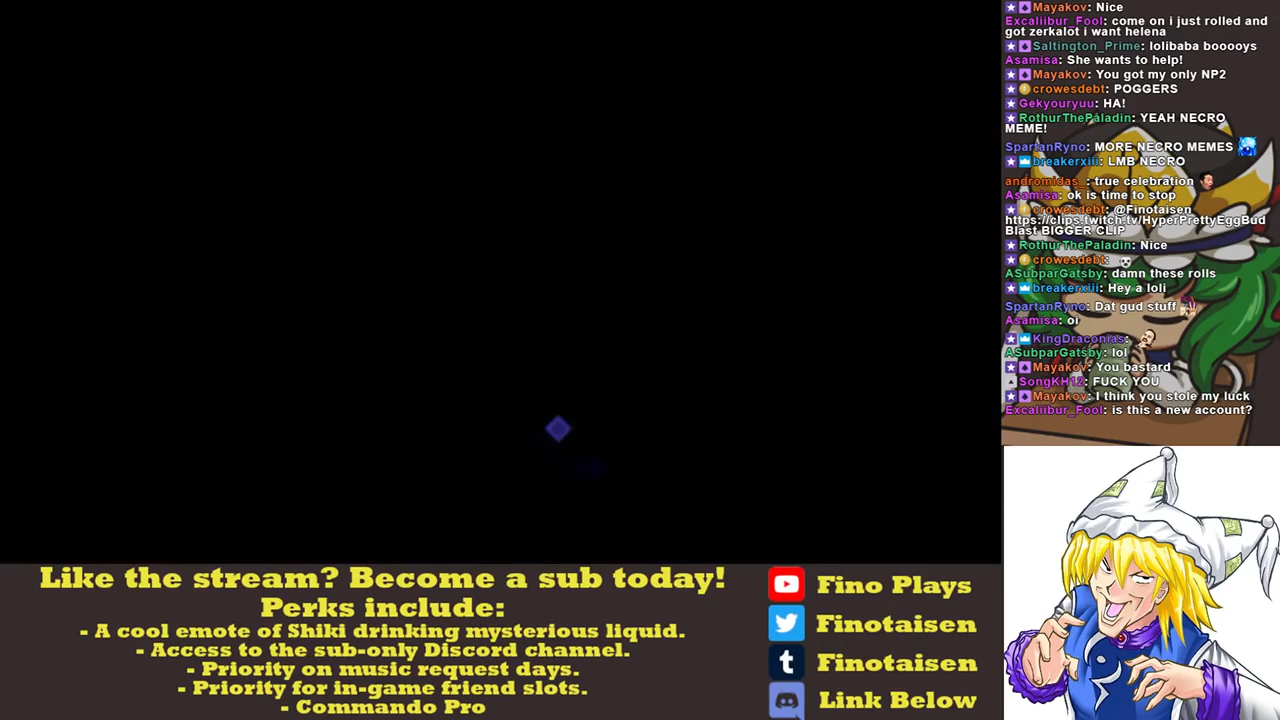 Mayakov: Nice
Excaliibur_Fool: come on i just rolled and
got zerkalot i want helena
Saltington_Prime: lolibaba booooys
Asamisa: She wants to help!
Mayakov: You got my only NP2
crowesdebt: POGGERS
Gekyouryuu: HA!
RothurThePaladin: YEAH NECRO
MEME!
SpartanRyno: MORE NECRO MEMES
breakerxiii: LMB NECRO
andromidas_: true celebration
Asamisa: ok is time to stop
crowesdebt: @Finotaisen
https://clips.twitch.tv/HyperPrettyEggBud
Blast BIGGER CLIP
RothurThePaladin: Nice
crowesdebt:
ASubparGatsby: damn these rolls
breakerxiii: Hey a loli
SpartanRyno: Dat gud stuff
Asamisa: oi
KingDraconias:
ASubparGatsby: lol
Mayakov: You bastard
SongKH12: FUCK YOU
Mayakov: I think you stole my luck
Excaliibur_Fool: is this a new account?
Like the stream? Become a sub today!
Perks include:
- A cool emote of Shiki drinking mysterious liquid.
- Access to the sub-only Discord channel.
- Priority on music request days.
- Priority for in-game friend slots.
- Commando Pro
Fino Plays
Finotaisen
t Finotaisen
Link Below